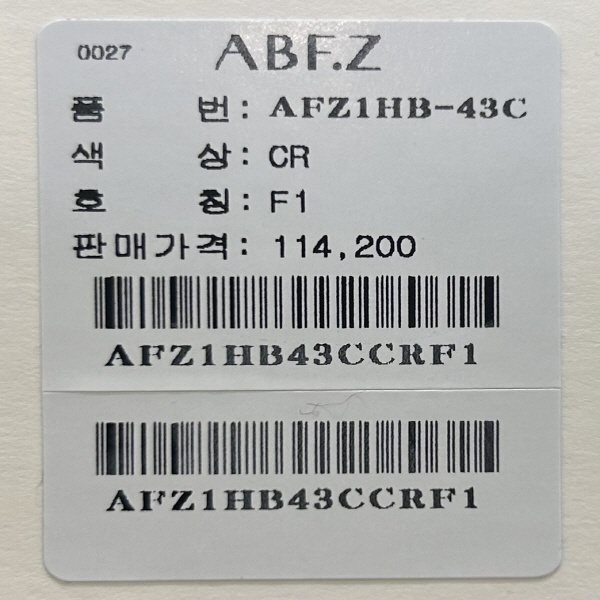 0027 ABF.Z
품 번: AFZ1HB-43C
색 상: CR
호 칭: F1
판매가격: 114,200
AFZ1HB43CCRF1
AFZ1HB43CCRF1